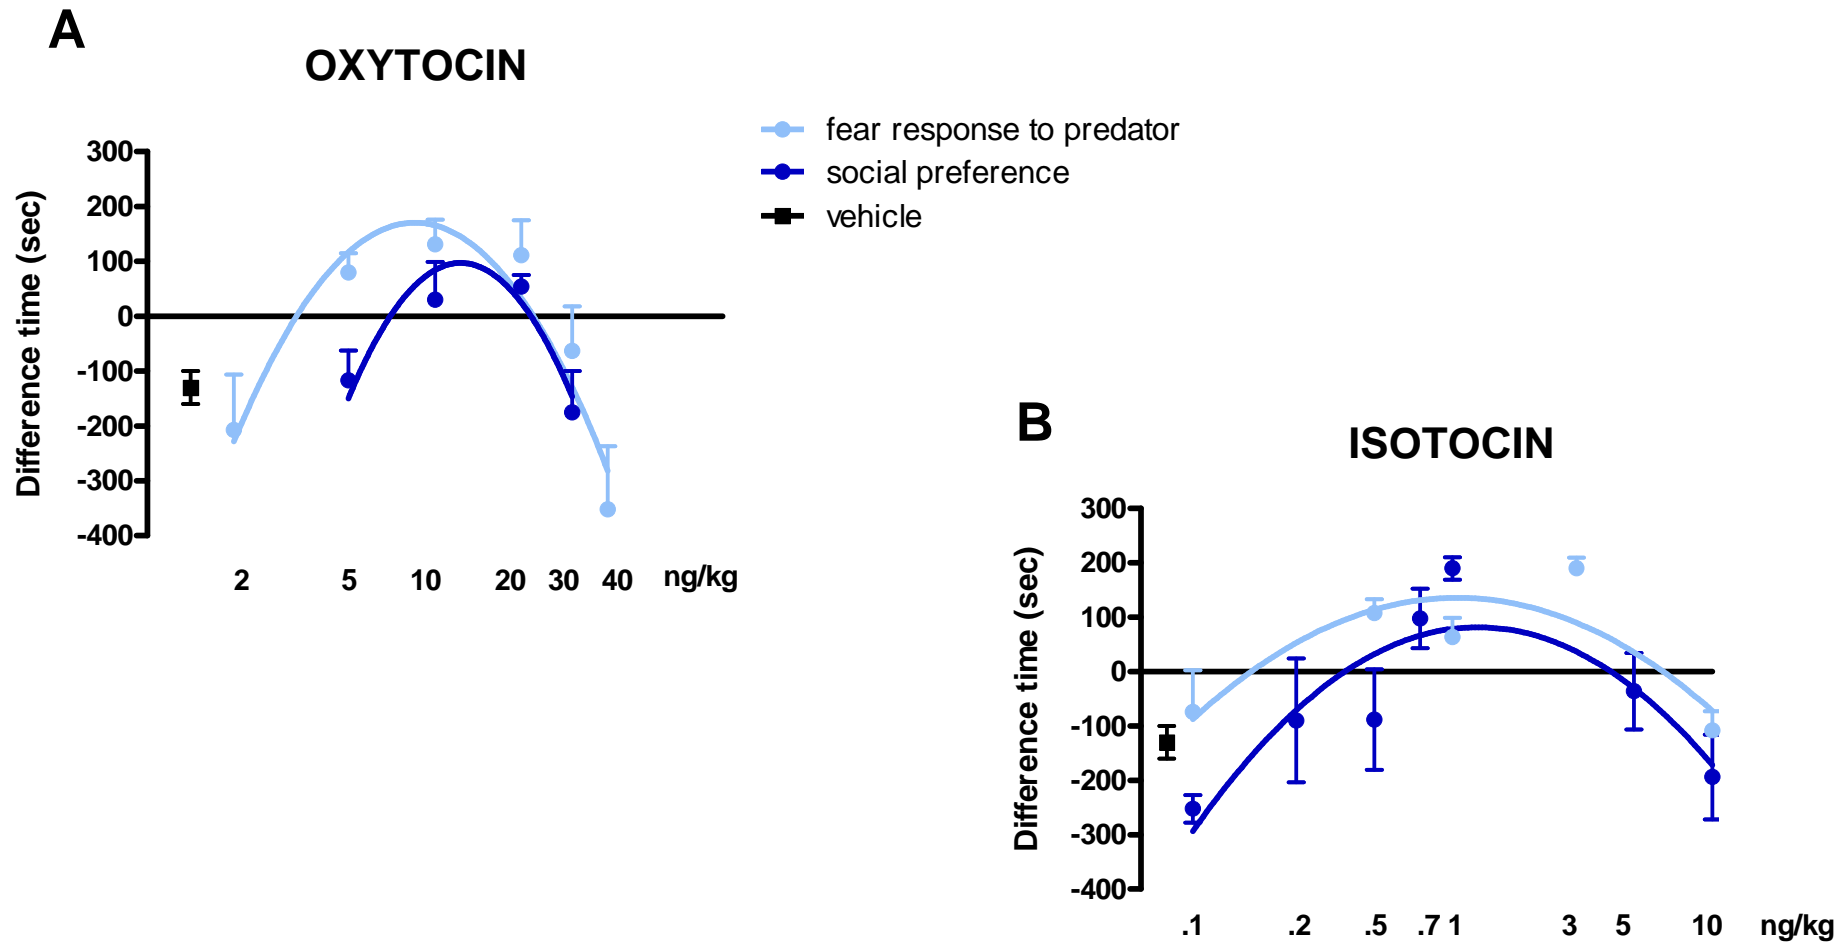 A
OXYTOCIN
fear response to predator
social preference
vehicle
Difference time (sec)
300
200
100
0
-100
-200
-300
-400
2 5 10 20 30 40 ng/kg
B
ISOTOCIN
Difference time (sec)
300
200
100
0
-100
-200
-300
-400
.1 .2 .5 .7 1 3 5 10 ng/kg